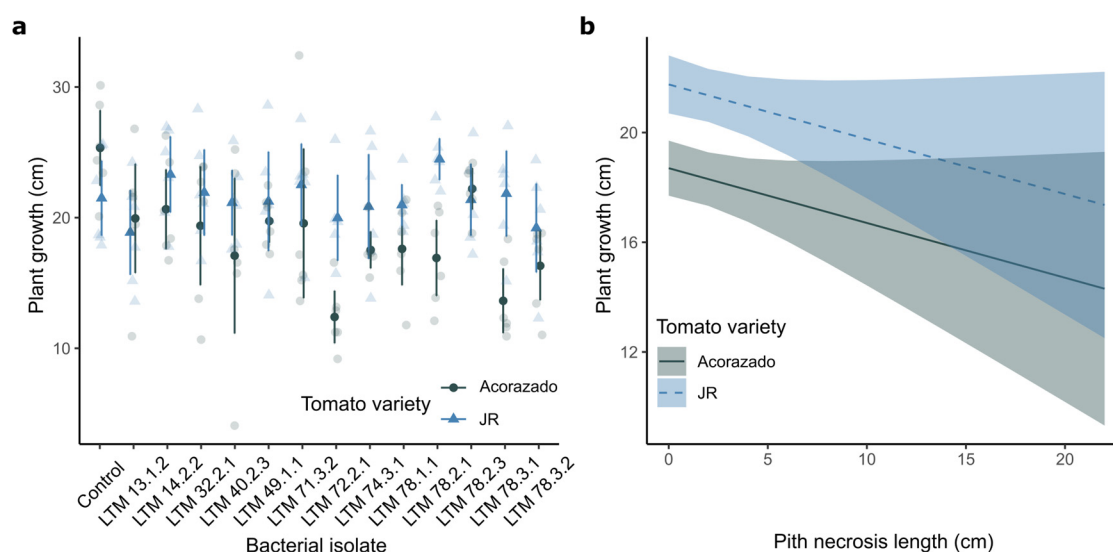 a
Plant growth (cm)
30
20
10
Tomato variety
Acorazado
JR
Control
LTM 13.1.2
LTM 14.2.2
LTM 32.2.1
LTM 40.2.3
LTM 49.1.1
LTM 71.3.2
LTM 72.2.1
LTM 74.3.1
LTM 78.1.1
LTM 78.2.1
LTM 78.2.3
LTM 78.3.1
LTM 78.3.2
Bacterial isolate
b
Plant growth (cm)
20
16
12
Tomato variety
Acorazado
JR
0
5
10
15
20
Pith necrosis length (cm)